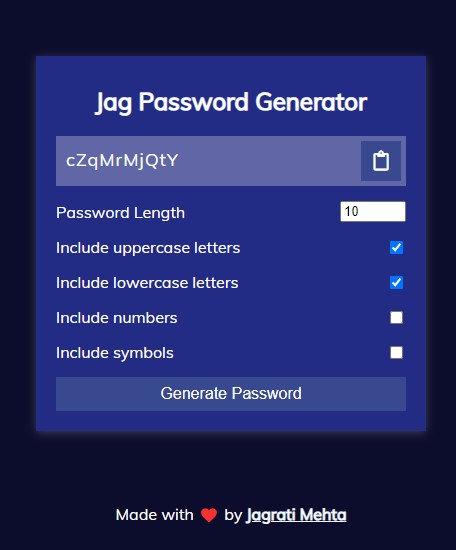 Jag Password Generator
cZqMrMjQtY
Password Length 10
Include uppercase letters
Include lowercase letters
Include numbers
Include symbols
Generate Password
Made with ❤ by Jagrati Mehta